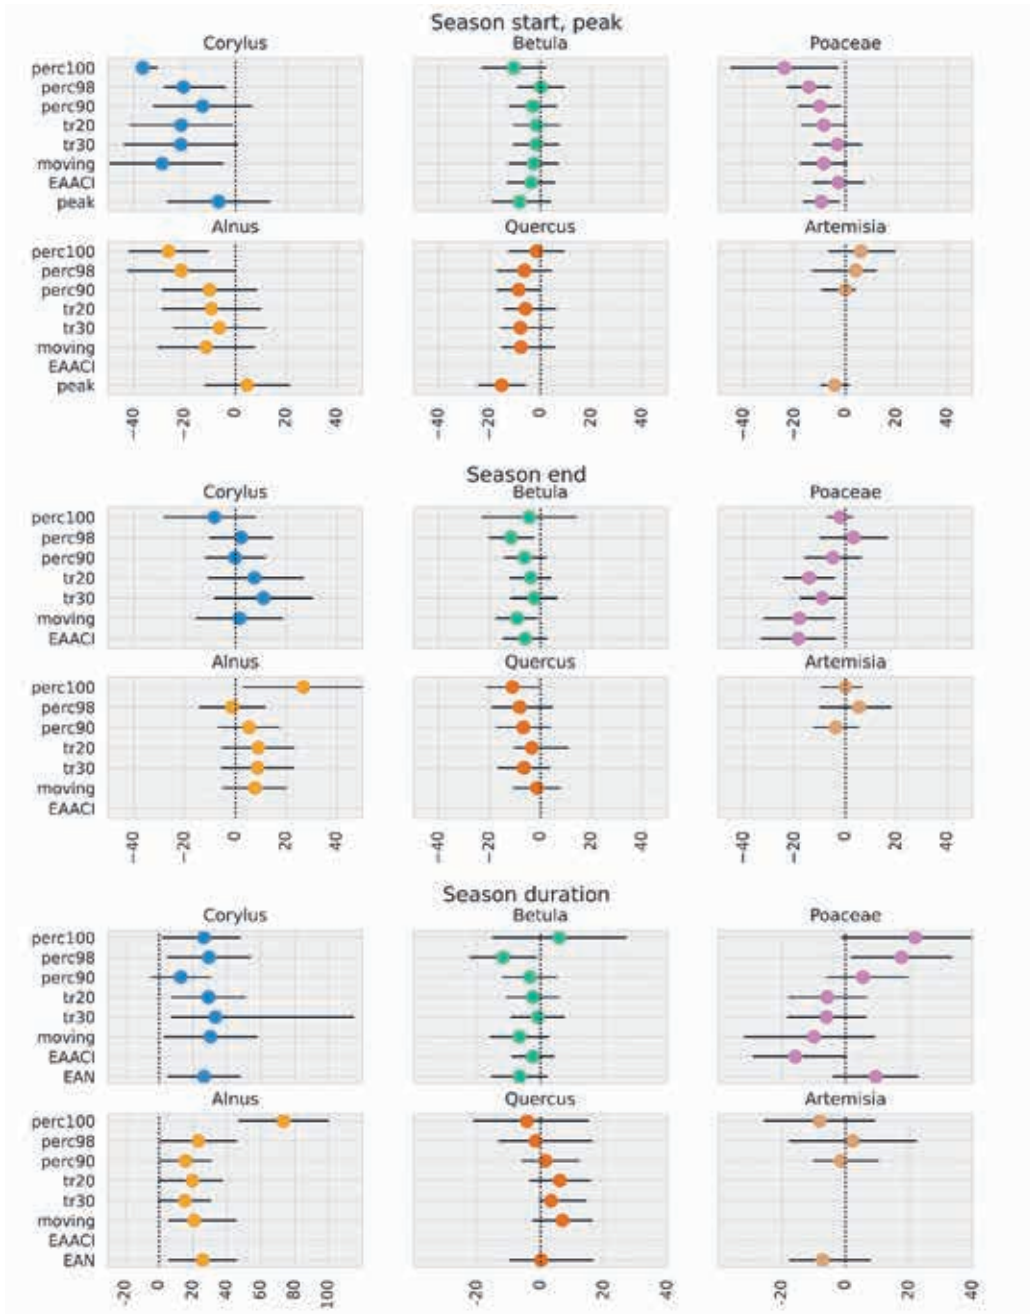 Season start, peak
Corylus Betula Poaceae
perc100
perc98
perc90
tr20
tr30
moving
EAACI
peak
Alnus Quercus Artemisia
perc100
perc98
perc90
tr20
tr30
moving
EAACI
peak
−40 −20 0 20 40 −40 −20 0 20 40 −40 −20 0 20 40
Season end
Corylus Betula Poaceae
perc100
perc98
perc90
tr20
tr30
moving
EAACI
Alnus Quercus Artemisia
perc100
perc98
perc90
tr20
tr30
moving
EAACI
−40 −20 0 20 40 −40 −20 0 20 40 −40 −20 0 20 40
Season duration
Corylus Betula Poaceae
perc100
perc98
perc90
tr20
tr30
moving
EAACI
EAN
Alnus Quercus Artemisia
perc100
perc98
perc90
tr20
tr30
moving
EAACI
EAN
−20 0 20 40 60 80 100 −40 −20 0 20 40 −40 −20 0 20 40